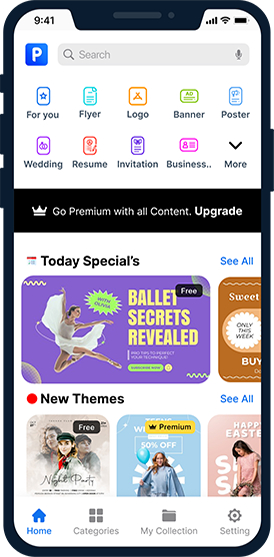 9:41
P
Search
For you
Flyer
Logo
AD
Banner
Poster
Wedding
Resume
Invitation
Business..
More
Go Premium with all Content. Upgrade
Today Special's
See All
Free
WITH
OLIVIA
BALLET
SECRETS
REVEALED
PRO TIPS TO PERFECT
YOUR TECHNIQUE!
SUBSCRIBE NOW
Sweet
ONLY
THIS
WEEK
BUY
New Themes
See All
Free
Night Party
Premium
WE
50% OFF
HAPPY
EASTER
Home
Categories
My Collection
Setting